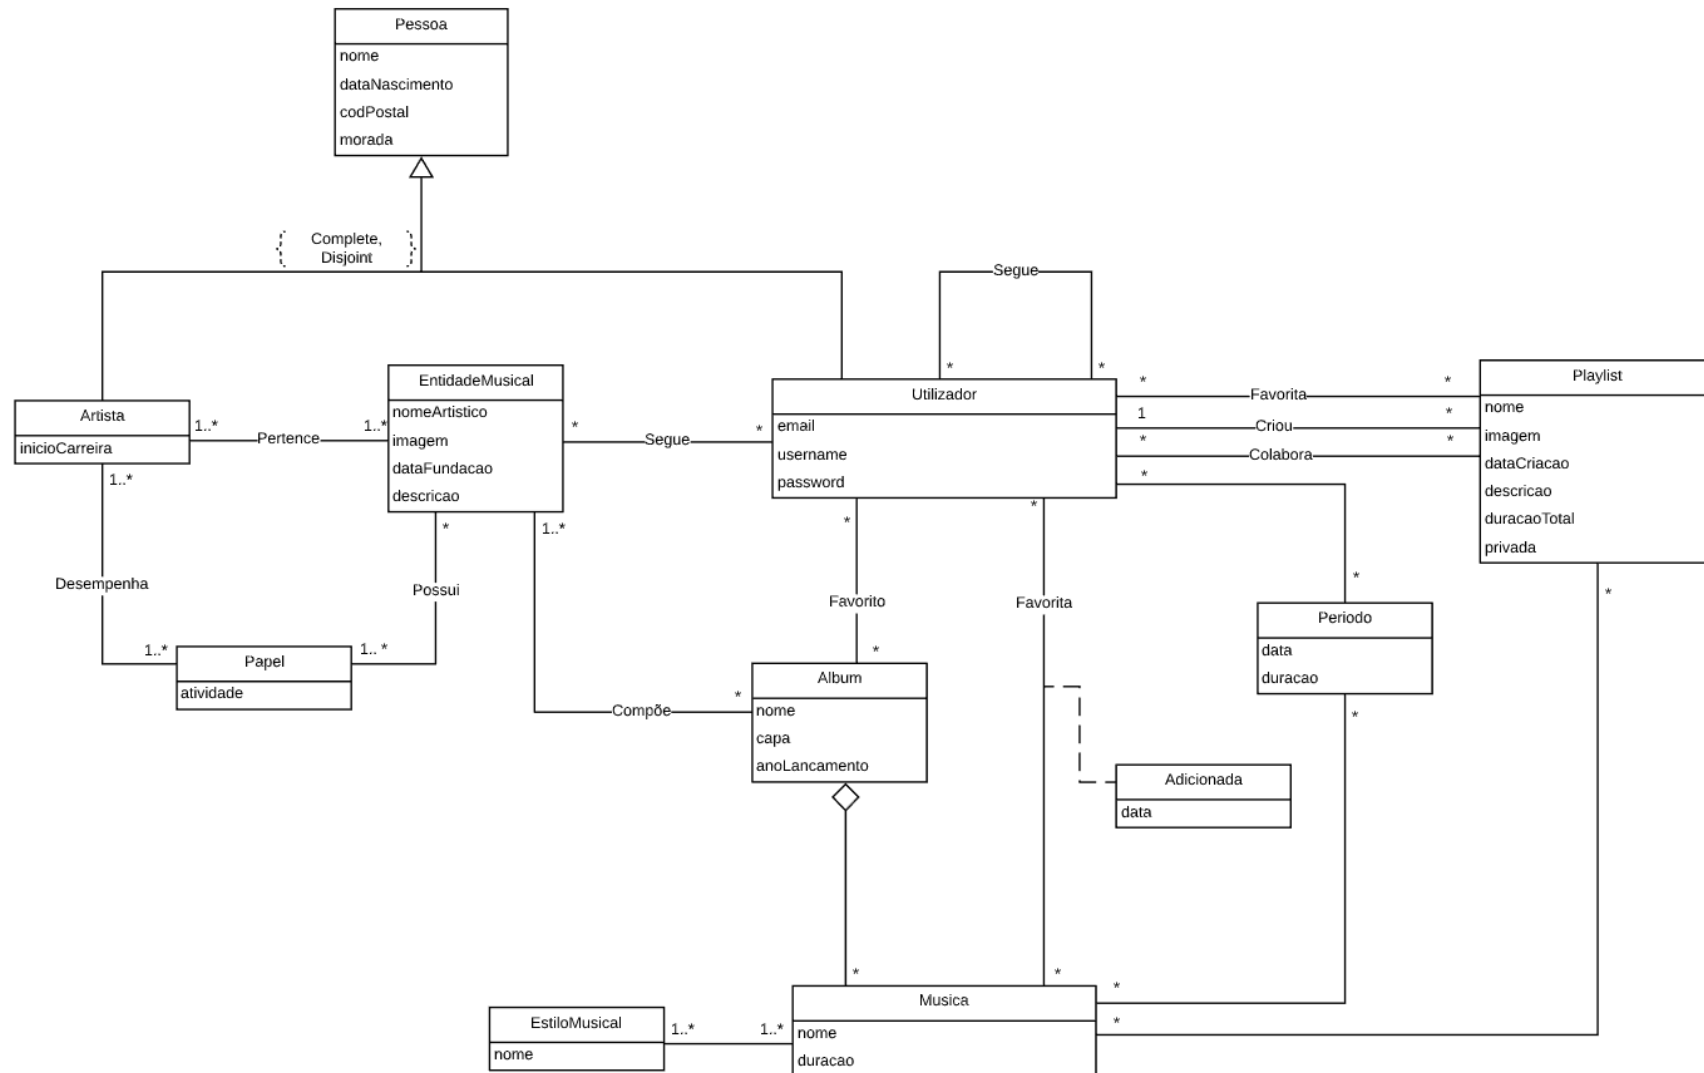 Pessoa
nome
dataNascimento
codPostal
morada
Complete,
Disjoint
Segue
* *
Artista
inicioCarreira
1..* Pertence 1..*
1..*
EntidadeMusical
nomeArtistico
imagem
dataFundacao
descricao
* Segue *
Utilizador
email
username
password
* Favorita *
1 Criou *
* Colabora *
*
Playlist
nome
imagem
dataCriacao
descricao
duracaoTotal
privada
* 1..*
* *
Desempenha
Possui
Favorito
Favorita
*
*
1..* 1.. *
Papel
atividade
*
*
Compõe
Album
nome
capa
anoLancamento
Periodo
data
duracao
*
Adicionada
data
* *
*
*
EstiloMusical
nome
1..* 1..*
Musica
nome
duracao